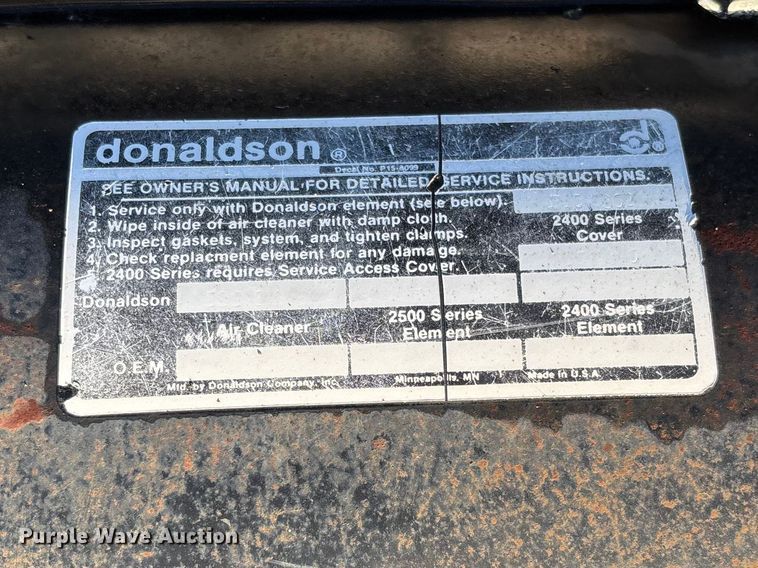 donaldson ®
Decal No. P15-8099
SEE OWNER'S MANUAL FOR DETAILED SERVICE INSTRUCTIONS.
1. Service only with Donaldson element (see below).
2. Wipe inside of air cleaner with damp cloth.
3. Inspect gaskets, system, and tighten clamps.
4. Check replacment element for any damage.
5. 2400 Series requires Service Access Cover.
2400 Series
Cover
Donaldson
Air Cleaner
2500 Series
Element
2400 Series
Element
O.E.M.
Mfd. by Donaldson Company, Inc. Minneapolis, MN Made in U.S.A.
Purple Wave Auction